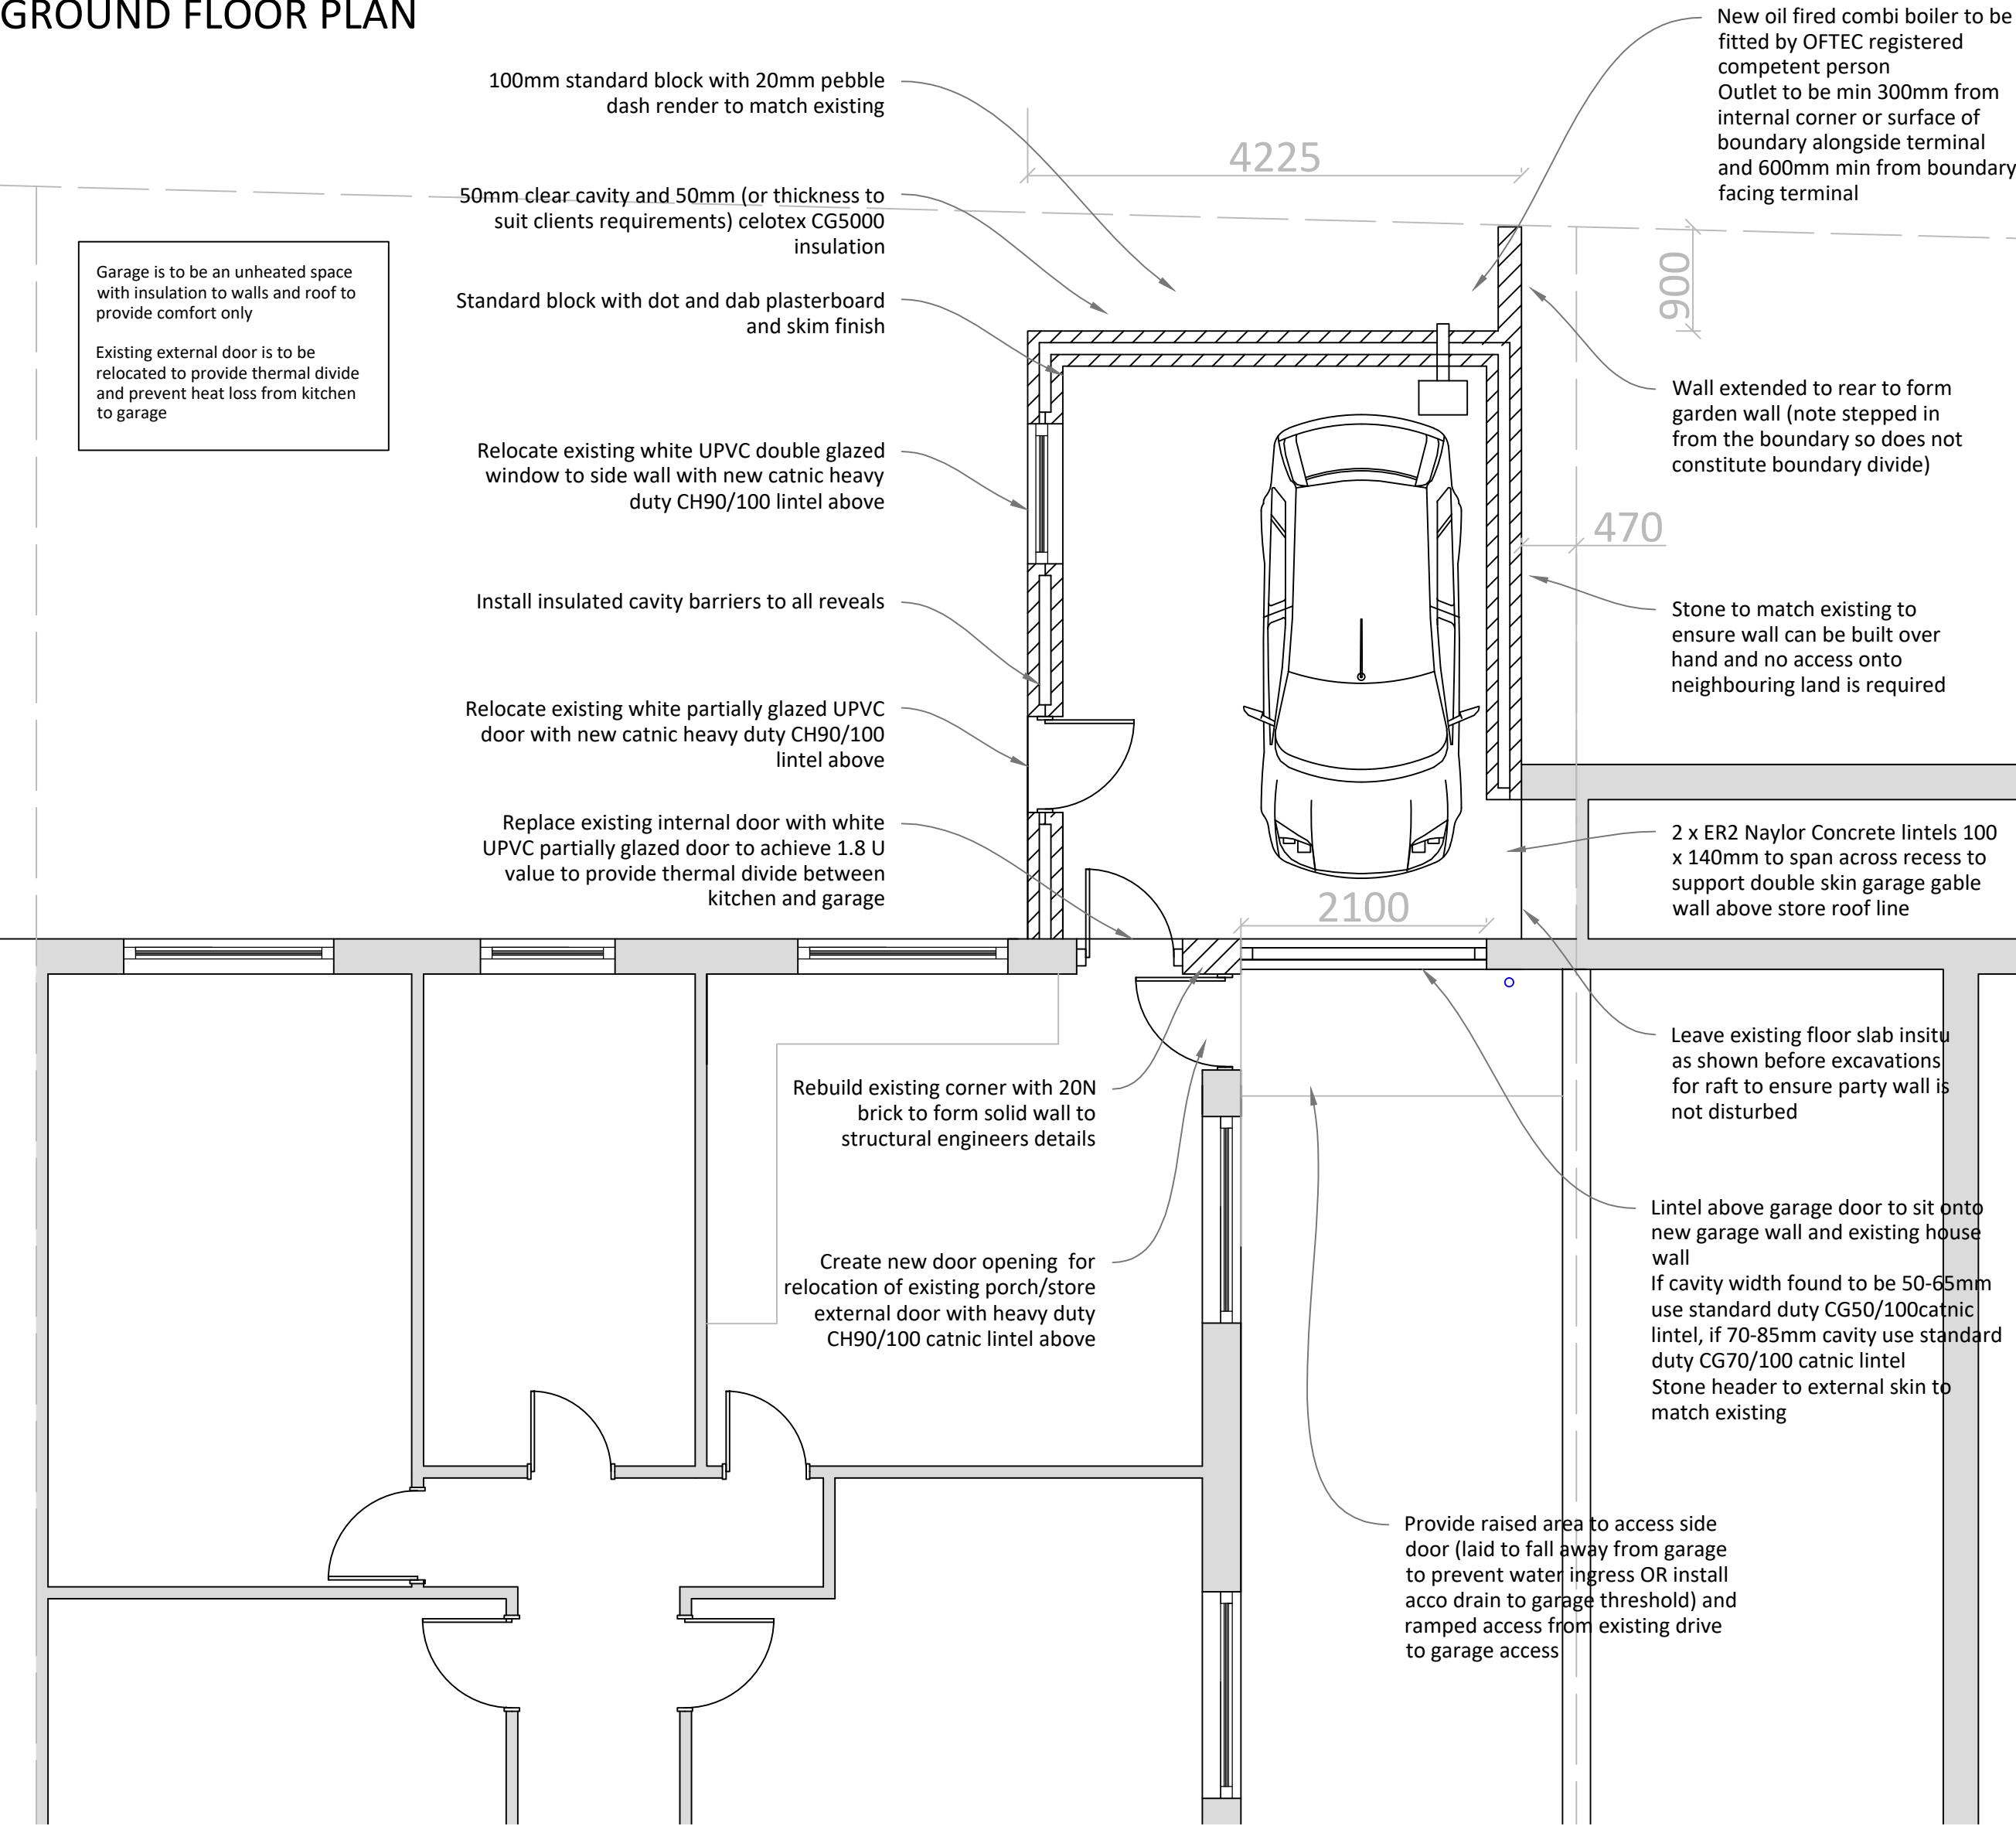 GROUND FLOOR PLAN
100mm standard block with 20mm pebble
dash render to match existing
50mm clear cavity and 50mm (or thickness to
suit clients requirements) celotex CG5000
insulation
Standard block with dot and dab plasterboard
and skim finish
Garage is to be an unheated space
with insulation to walls and roof to
provide comfort only
Existing external door is to be
relocated to provide thermal divide
and prevent heat loss from kitchen
to garage
Relocate existing white UPVC double glazed
window to side wall with new catnic heavy
duty CH90/100 lintel above
Install insulated cavity barriers to all reveals
Relocate existing white partially glazed UPVC
door with new catnic heavy duty CH90/100
lintel above
Replace existing internal door with white
UPVC partially glazed door to achieve 1.8 U
value to provide thermal divide between
kitchen and garage
4225
New oil fired combi boiler to be
fitted by OFTEC registered
competent person
Outlet to be min 300mm from
internal corner or surface of
boundary alongside terminal
and 600mm min from boundary
facing terminal
900
Wall extended to rear to form
garden wall (note stepped in
from the boundary so does not
constitute boundary divide)
470
Stone to match existing to
ensure wall can be built over
hand and no access onto
neighbouring land is required
2 x ER2 Naylor Concrete lintels 100
x 140mm to span across recess to
support double skin garage gable
wall above store roof line
2100
Leave existing floor slab insitu
as shown before excavations
for raft to ensure party wall is
not disturbed
Rebuild existing corner with 20N
brick to form solid wall to
structural engineers details
Create new door opening for
relocation of existing porch/store
external door with heavy duty
CH90/100 catnic lintel above
Lintel above garage door to sit onto
new garage wall and existing house
wall
If cavity width found to be 50-65mm
use standard duty CG50/100catnic
lintel, if 70-85mm cavity use standard
duty CG70/100 catnic lintel
Stone header to external skin to
match existing
Provide raised area to access side
door (laid to fall away from garage
to prevent water ingress OR install
acco drain to garage threshold) and
ramped access from existing drive
to garage access